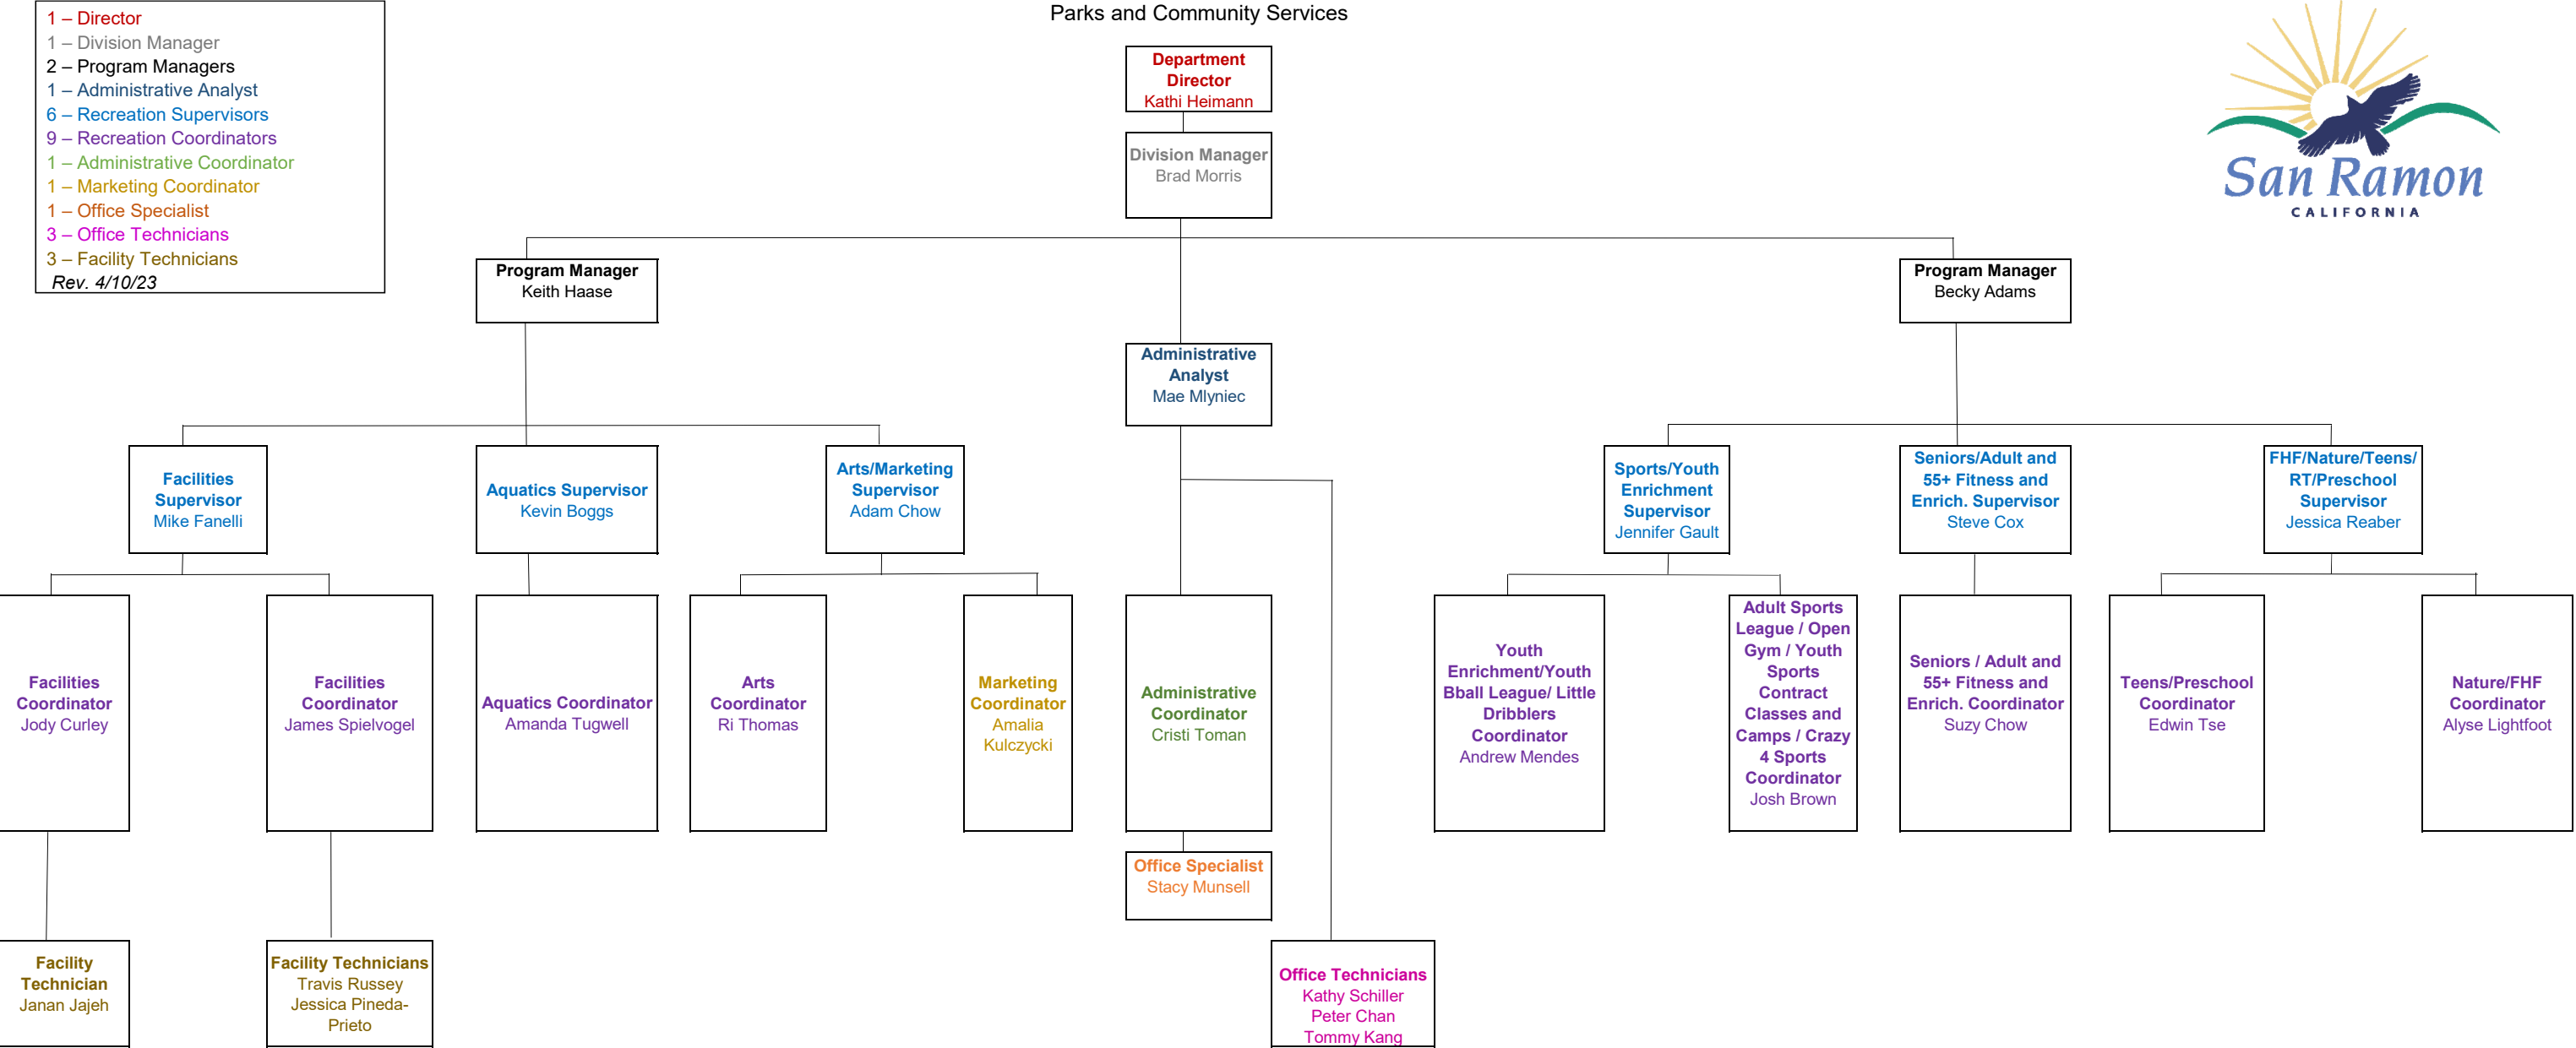 1 – Director
1 – Division Manager
2 – Program Managers
1 – Administrative Analyst
6 – Recreation Supervisors
9 – Recreation Coordinators
1 – Administrative Coordinator
1 – Marketing Coordinator
1 – Office Specialist
3 – Office Technicians
3 – Facility Technicians
Rev. 4/10/23
Parks and Community Services
San Ramon
CALIFORNIA
Department
Director
Kathi Heimann
Division Manager
Brad Morris
Program Manager
Keith Haase
Program Manager
Becky Adams
Administrative
Analyst
Mae Mlyniec
Facilities
Supervisor
Mike Fanelli
Aquatics Supervisor
Kevin Boggs
Arts/Marketing
Supervisor
Adam Chow
Sports/Youth
Enrichment
Supervisor
Jennifer Gault
Seniors/Adult and
55+ Fitness and
Enrich. Supervisor
Steve Cox
FHF/Nature/Teens/
RT/Preschool
Supervisor
Jessica Reaber
Facilities
Coordinator
Jody Curley
Facilities
Coordinator
James Spielvogel
Aquatics Coordinator
Amanda Tugwell
Arts
Coordinator
Ri Thomas
Marketing
Coordinator
Amalia
Kulczycki
Administrative
Coordinator
Cristi Toman
Youth
Enrichment/Youth
Bball League/ Little
Dribblers
Coordinator
Andrew Mendes
Adult Sports
League / Open
Gym / Youth
Sports
Contract
Classes and
Camps / Crazy
4 Sports
Coordinator
Josh Brown
Seniors / Adult and
55+ Fitness and
Enrich. Coordinator
Suzy Chow
Teens/Preschool
Coordinator
Edwin Tse
Nature/FHF
Coordinator
Alyse Lightfoot
Office Specialist
Stacy Munsell
Facility
Technician
Janan Jajeh
Facility Technicians
Travis Russey
Jessica Pineda-
Prieto
Office Technicians
Kathy Schiller
Peter Chan
Tommy Kang